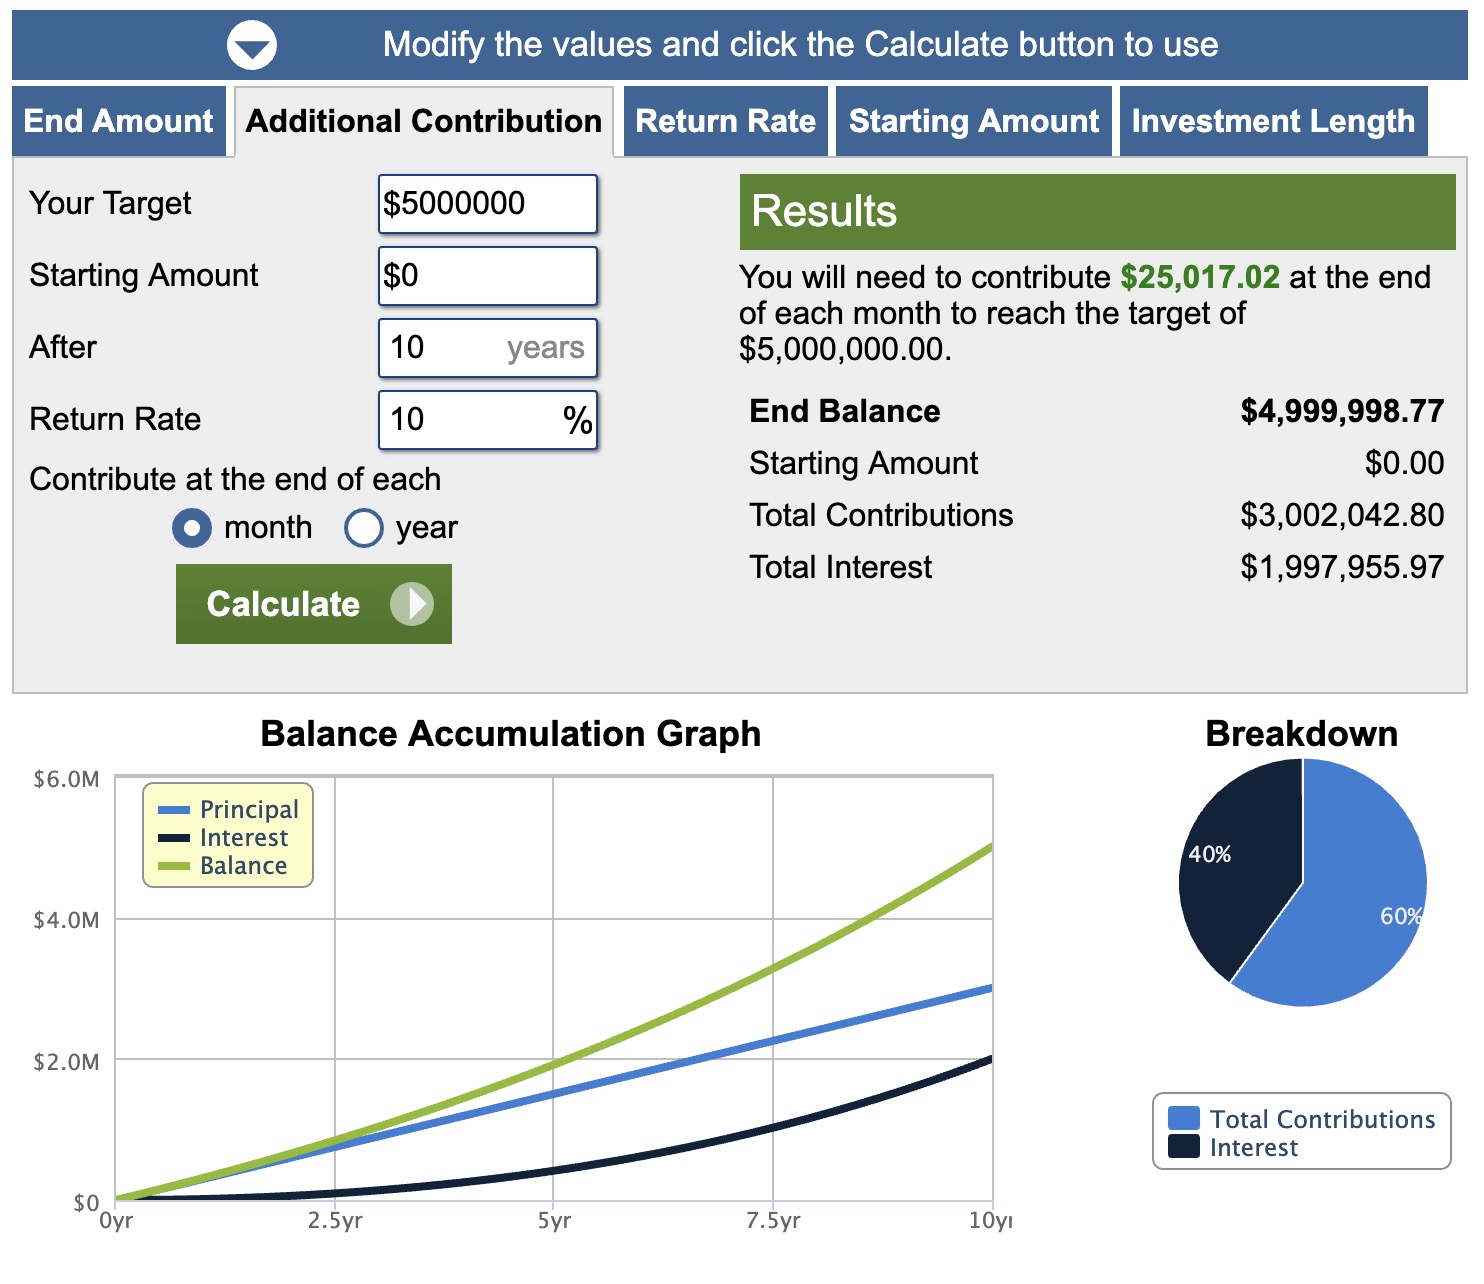 Modify the values and click the Calculate button to use
End Amount
Additional Contribution
Return Rate
Starting Amount
Investment Length
Your Target
$5000000
Starting Amount
$0
After
10 years
Return Rate
10 %
Contribute at the end of each
month
year
Calculate
Results
You will need to contribute $25,017.02 at the end
of each month to reach the target of
$5,000,000.00.
End Balance $4,999,998.77
Starting Amount $0.00
Total Contributions $3,002,042.80
Total Interest $1,997,955.97
Balance Accumulation Graph
$6.0M
$4.0M
$2.0M
$0
Principal
Interest
Balance
0yr 2.5yr 5yr 7.5yr 10yr
Breakdown
40%
60%
Total Contributions
Interest